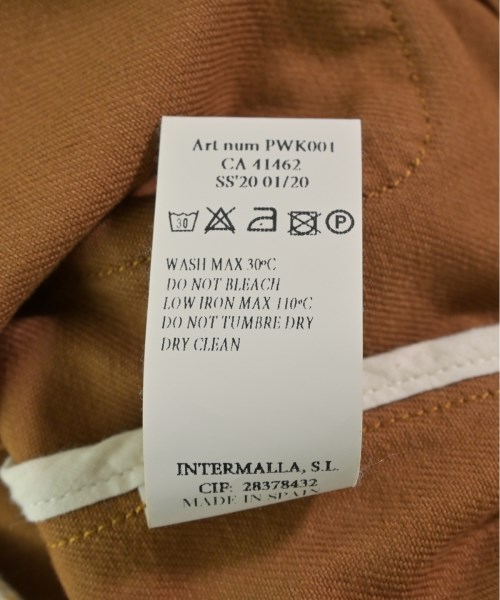 Art num PWK001
CA 41462
SS'20 01/20
30 P
WASH MAX 30ºC
DO NOT BLEACH
LOW IRON MAX 110ºC
DO NOT TUMBRE DRY
DRY CLEAN
INTERMALLA, S.L.
CIF: 28378432
MADE IN SPAIN